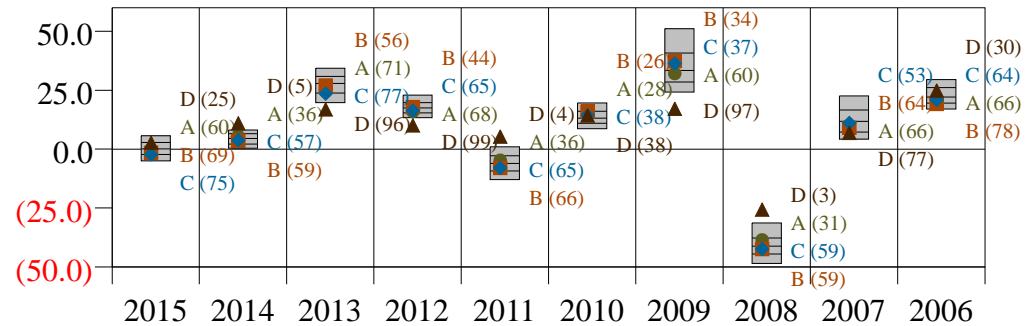 50.0
25.0
0.0
(25.0)
(50.0)
D (25)
A (60)
B (69)
C (75)
D (5)
A (36)
C (57)
B (59)
B (56)
A (71)
C (77)
D (96)
B (44)
C (65)
A (68)
D (99)
D (4)
A (36)
C (65)
B (66)
B (26)
A (28)
C (38)
D (38)
B (34)
C (37)
A (60)
D (97)
D (3)
A (31)
C (59)
B (59)
C (53)
B (64)
A (66)
D (77)
D (30)
C (64)
A (66)
B (78)
2015 2014 2013 2012 2011 2010 2009 2008 2007 2006